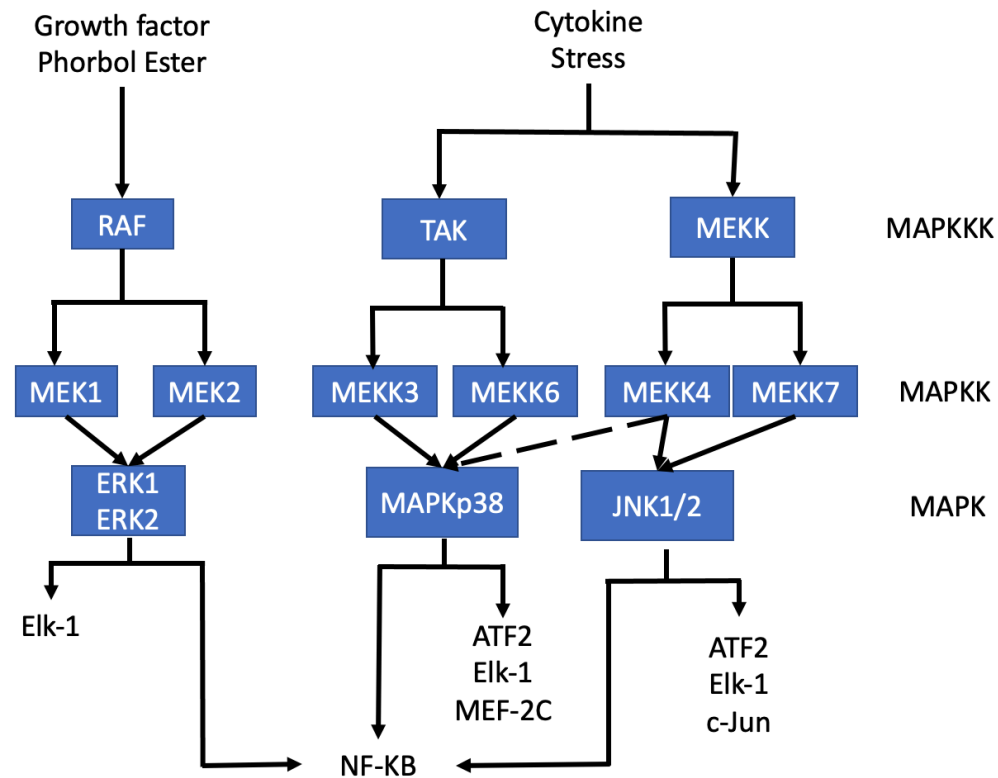 Growth factor
Phorbol Ester
Cytokine
Stress
RAF
TAK
MEKK
MAPKKK
MEK1
MEK2
MEKK3
MEKK6
MEKK4
MEKK7
MAPKK
ERK1
ERK2
MAPKp38
JNK1/2
MAPK
Elk-1
ATF2
Elk-1
MEF-2C
ATF2
Elk-1
c-Jun
NF-KB